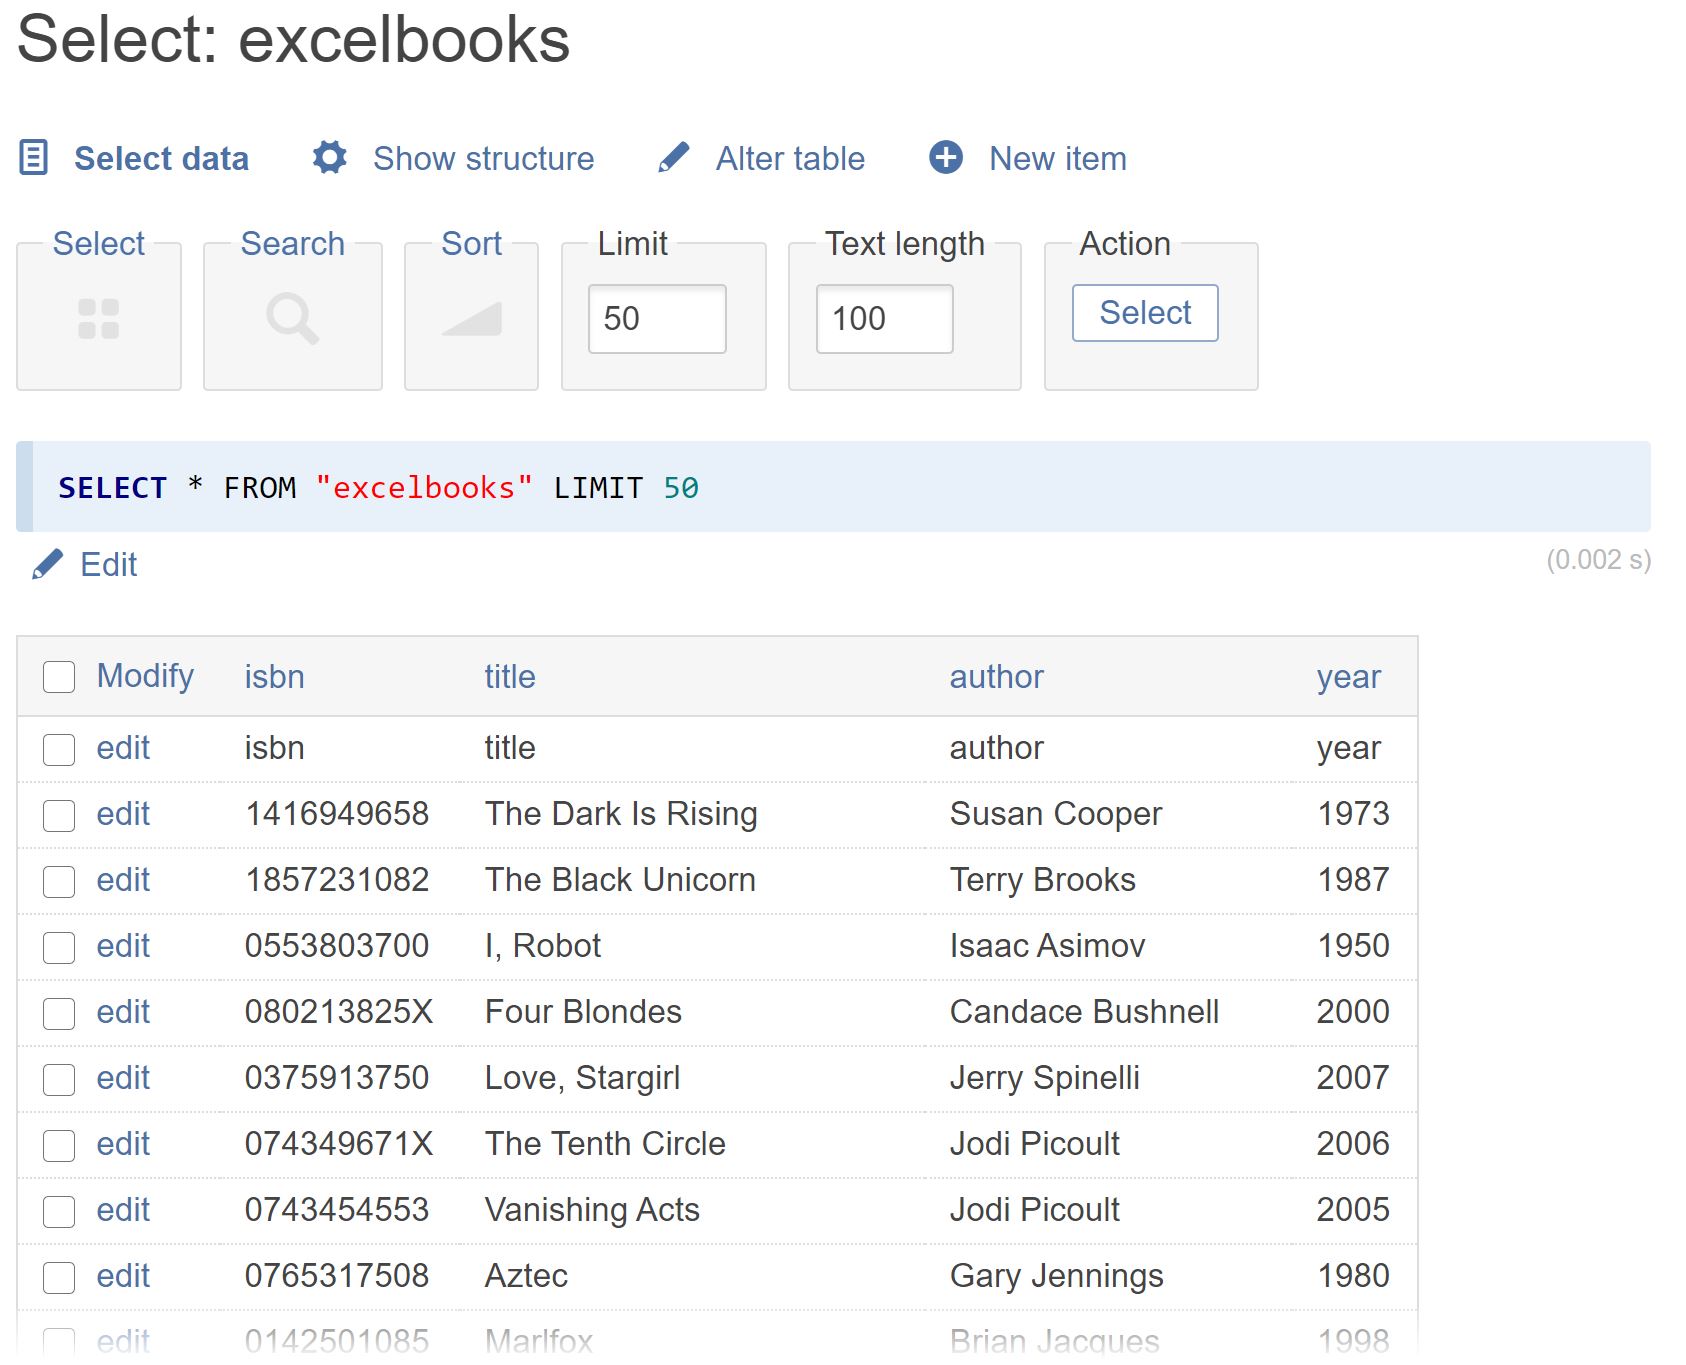 Select: excelbooks
Select data Show structure Alter table New item
Select Search Sort Limit Text length Action
50 100 Select
SELECT * FROM "excelbooks" LIMIT 50
Edit (0.002 s)
Modify isbn title author year
edit isbn title author year
edit 1416949658 The Dark Is Rising Susan Cooper 1973
edit 1857231082 The Black Unicorn Terry Brooks 1987
edit 0553803700 I, Robot Isaac Asimov 1950
edit 080213825X Four Blondes Candace Bushnell 2000
edit 0375913750 Love, Stargirl Jerry Spinelli 2007
edit 074349671X The Tenth Circle Jodi Picoult 2006
edit 0743454553 Vanishing Acts Jodi Picoult 2005
edit 0765317508 Aztec Gary Jennings 1980
edit 0142501085 Marlfox Brian Jacques 1998